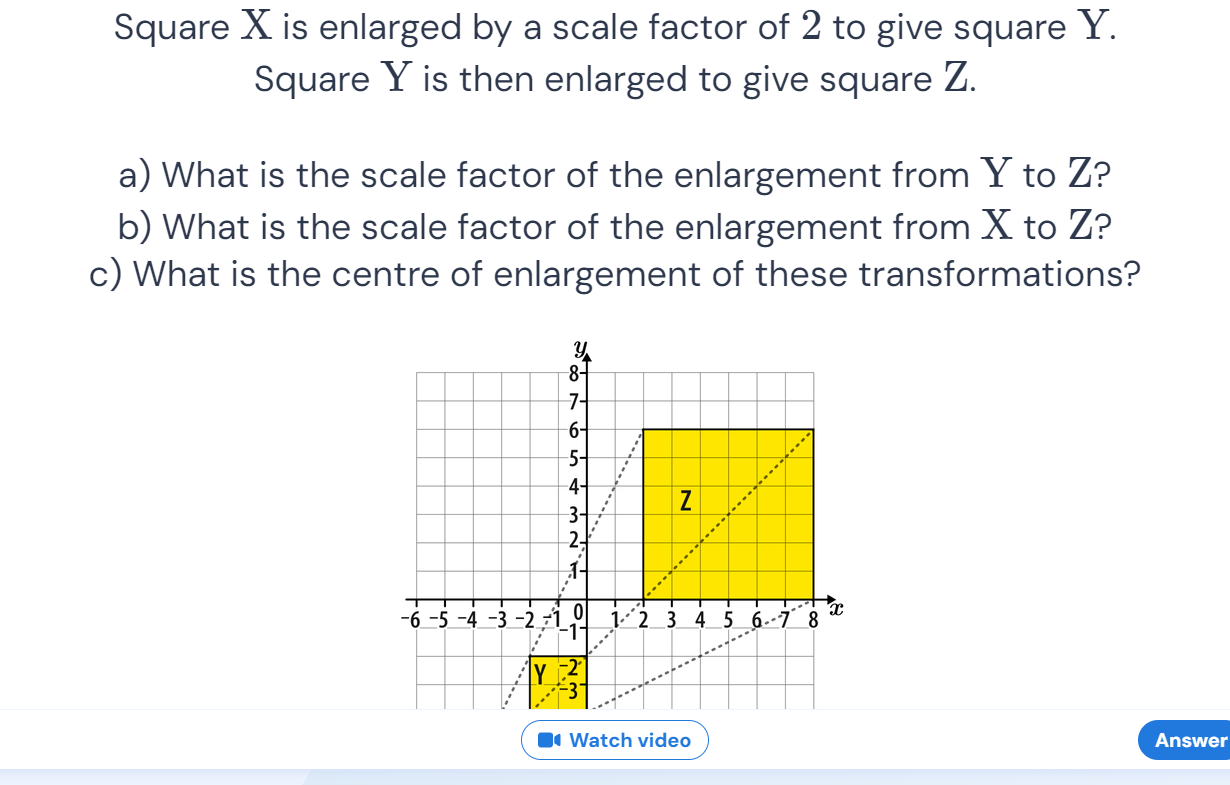 Square X is enlarged by a scale factor of 2 to give square Y.
Square Y is then enlarged to give square Z.
a) What is the scale factor of the enlargement from Y to Z?
b) What is the scale factor of the enlargement from X to Z?
c) What is the centre of enlargement of these transformations?
y
8
7
6
5
4
Z
3
2
1
-6 -5 -4 -3 -2 -1 0 1 2 3 4 5 6 7 8 x
-1
Y -2
-3
Watch video
Answer